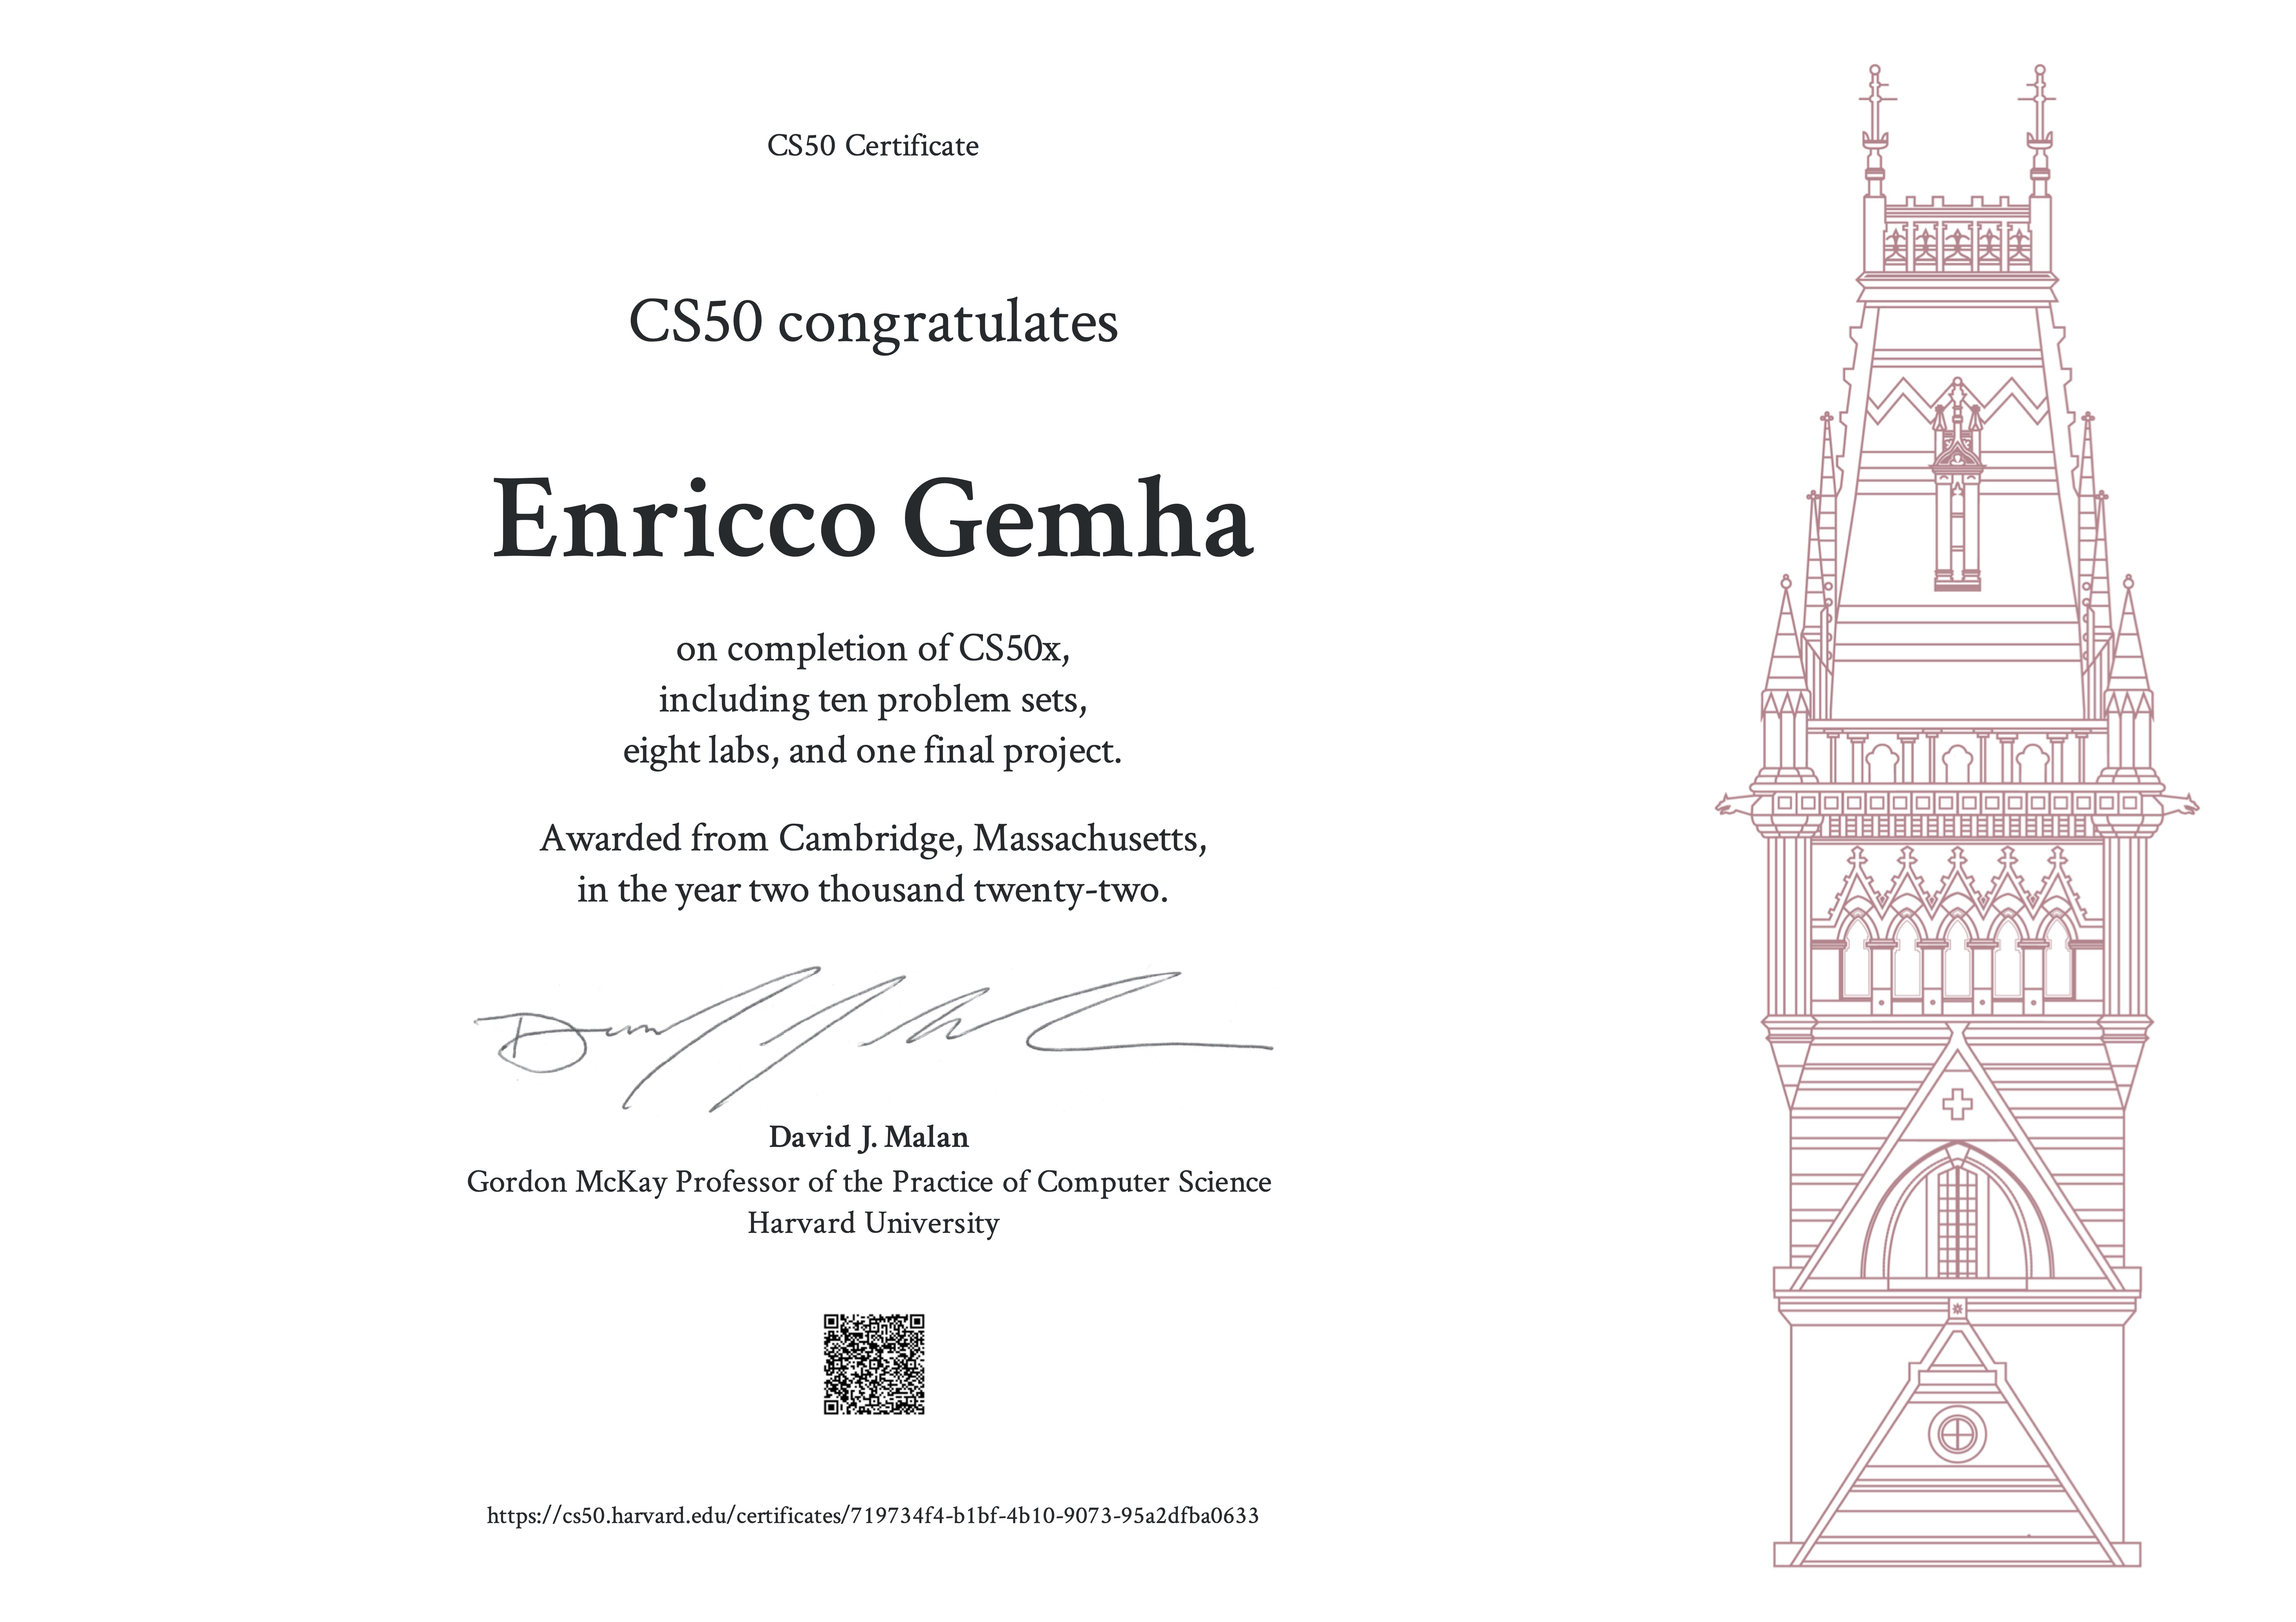 CS50 Certificate
CS50 congratulates
Enricco Gemha
on completion of CS50x,
including ten problem sets,
eight labs, and one final project.
Awarded from Cambridge, Massachusetts,
in the year two thousand twenty-two.
David J. Malan
Gordon McKay Professor of the Practice of Computer Science
Harvard University
https://cs50.harvard.edu/certificates/719734f4-b1bf-4b10-9073-95a2dfba0633